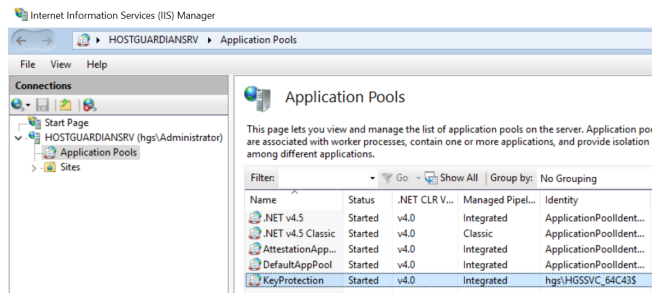 Internet Information Services (IIS) Manager
HOSTGUARDIANSRV ▸ Application Pools
File View Help
Connections
Start Page
HOSTGUARDIANSRV (hgs\Administrator)
Application Pools
Sites
Application Pools
This page lets you view and manage the list of application pools on the server. Application po
are associated with worker processes, contain one or more applications, and provide isolation
among different applications.
Filter: Go Show All Group by: No Grouping
Name Status .NET CLR V... Managed Pipel... Identity
.NET v4.5 Started v4.0 Integrated ApplicationPoolIdent...
.NET v4.5 Classic Started v4.0 Classic ApplicationPoolIdent...
AttestationApp... Started v4.0 Integrated ApplicationPoolIdent...
DefaultAppPool Started v4.0 Integrated ApplicationPoolIdent...
KeyProtection Started v4.0 Integrated hgs\HGSSVC_64C43$